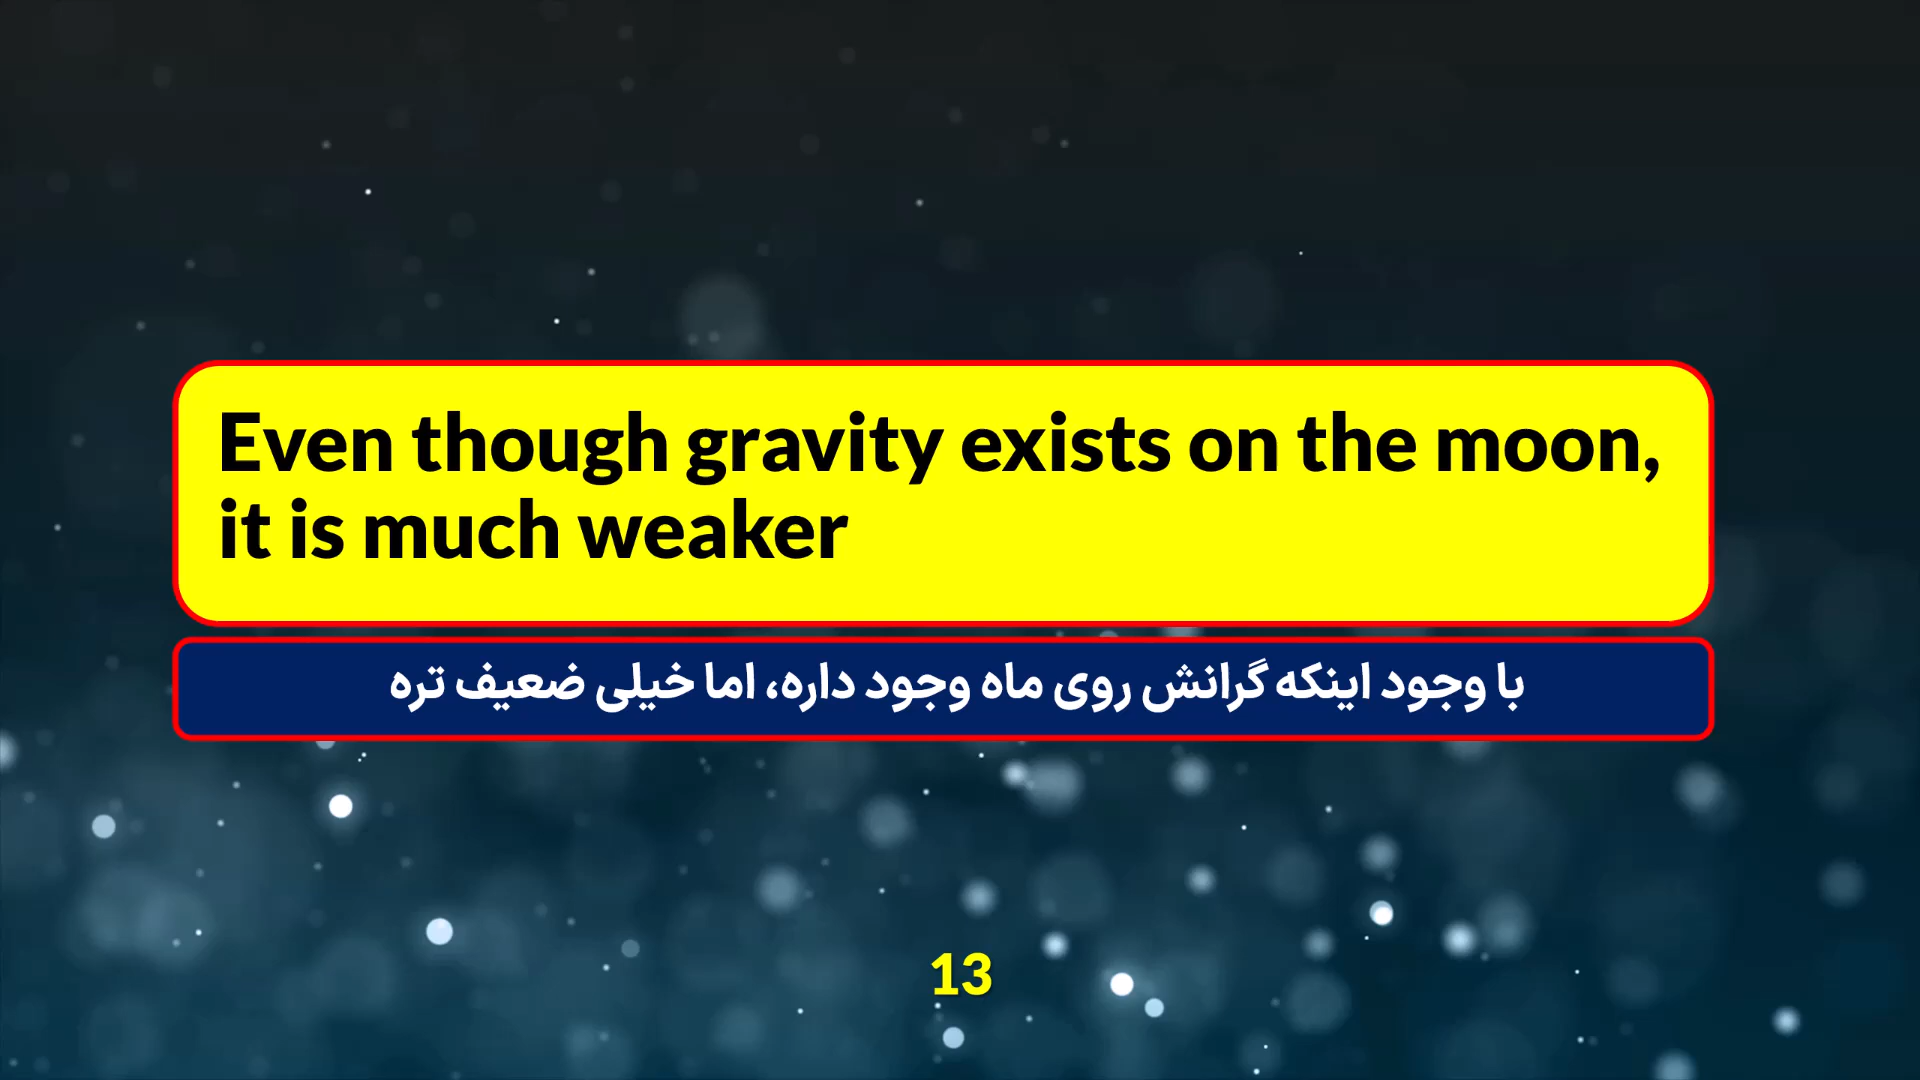 Even though gravity exists on the moon,
it is much weaker
با وجود اینکه گرانش روی ماه وجود داره، اما خیلی ضعیف تره
13